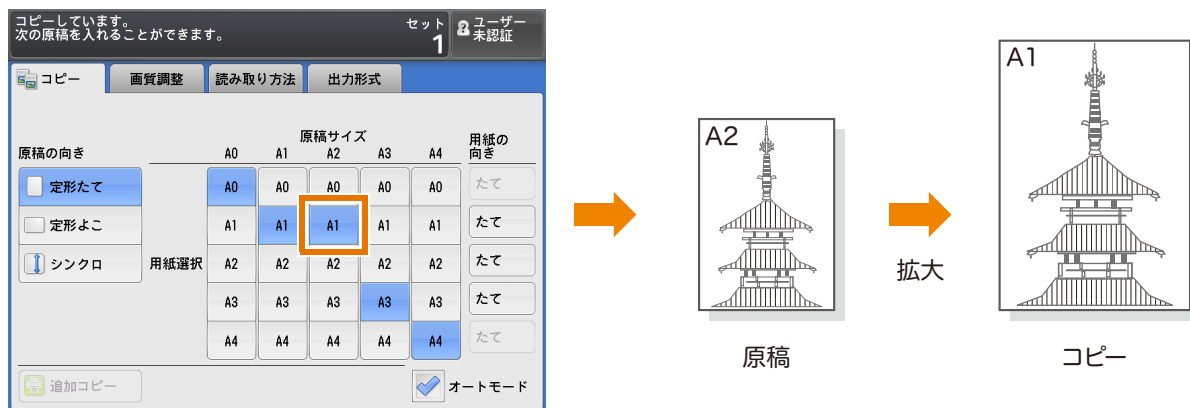 コピーしています。
次の原稿を入れることができます。
セット
1
ユーザー
未認証
コピー 画質調整 読み取り方法 出力形式
原稿サイズ
原稿の向き
A0 A1 A2 A3 A4
用紙の
向き
定形たて
A0 A0 A0 A0 A0 たて
定形よこ
A1 A1 A1 A1 A1 たて
シンクロ
用紙選択
A2 A2 A2 A2 A2 たて
A3 A3 A3 A3 A3 たて
A4 A4 A4 A4 A4 たて
追加コピー
オートモード
A2
原稿
拡大
A1
コピー